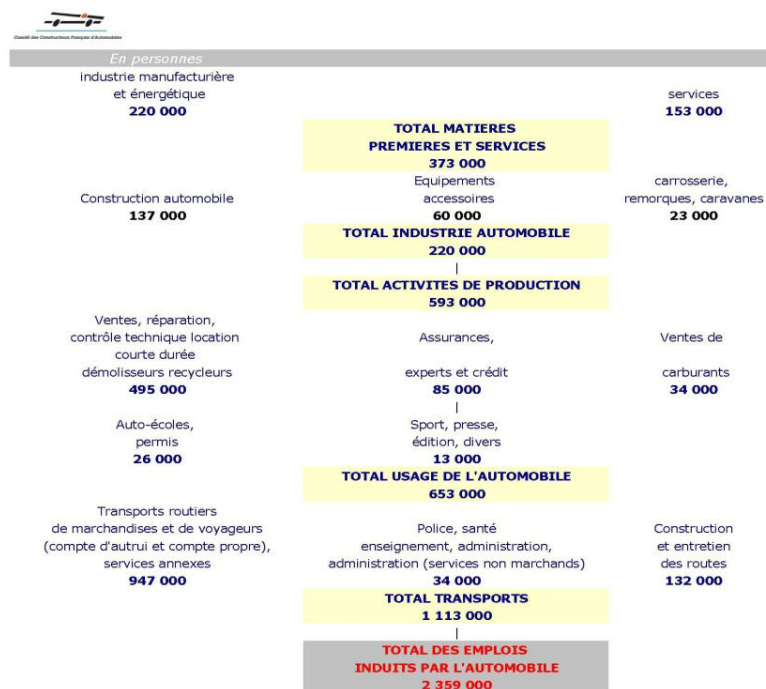 Comité des Constructeurs Français d'Automobiles
En personnes
industrie manufacturière
et énergétique
220 000
services
153 000
TOTAL MATIERES
PREMIERES ET SERVICES
373 000
Construction automobile
137 000
Equipements
accessoires
60 000
carrosserie,
remorques, caravanes
23 000
TOTAL INDUSTRIE AUTOMOBILE
220 000
TOTAL ACTIVITES DE PRODUCTION
593 000
Ventes, réparation,
contrôle technique location
courte durée
démolisseurs recycleurs
495 000
Assurances,
experts et crédit
85 000
Ventes de
carburants
34 000
Auto-écoles,
permis
26 000
Sport, presse,
édition, divers
13 000
TOTAL USAGE DE L'AUTOMOBILE
653 000
Transports routiers
de marchandises et de voyageurs
(compte d'autrui et compte propre),
services annexes
947 000
Police, santé
enseignement, administration,
administration (services non marchands)
34 000
Construction
et entretien
des routes
132 000
TOTAL TRANSPORTS
1 113 000
TOTAL DES EMPLOIS
INDUITS PAR L'AUTOMOBILE
2 359 000